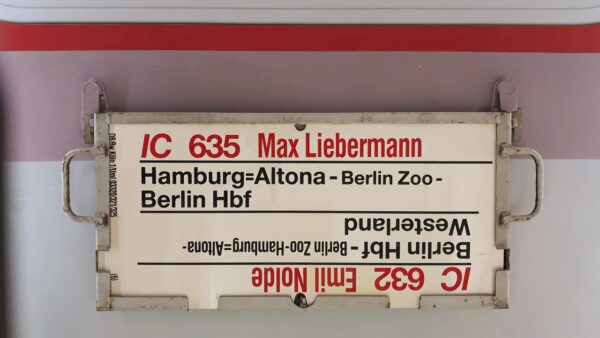 IC 635 Max Liebermann
Hamburg=Altona - Berlin Zoo -
Berlin Hbf
IC 632 Emil Nolde
Berlin Hbf - Berlin Zoo-Hamburg=Altona-
Westerland